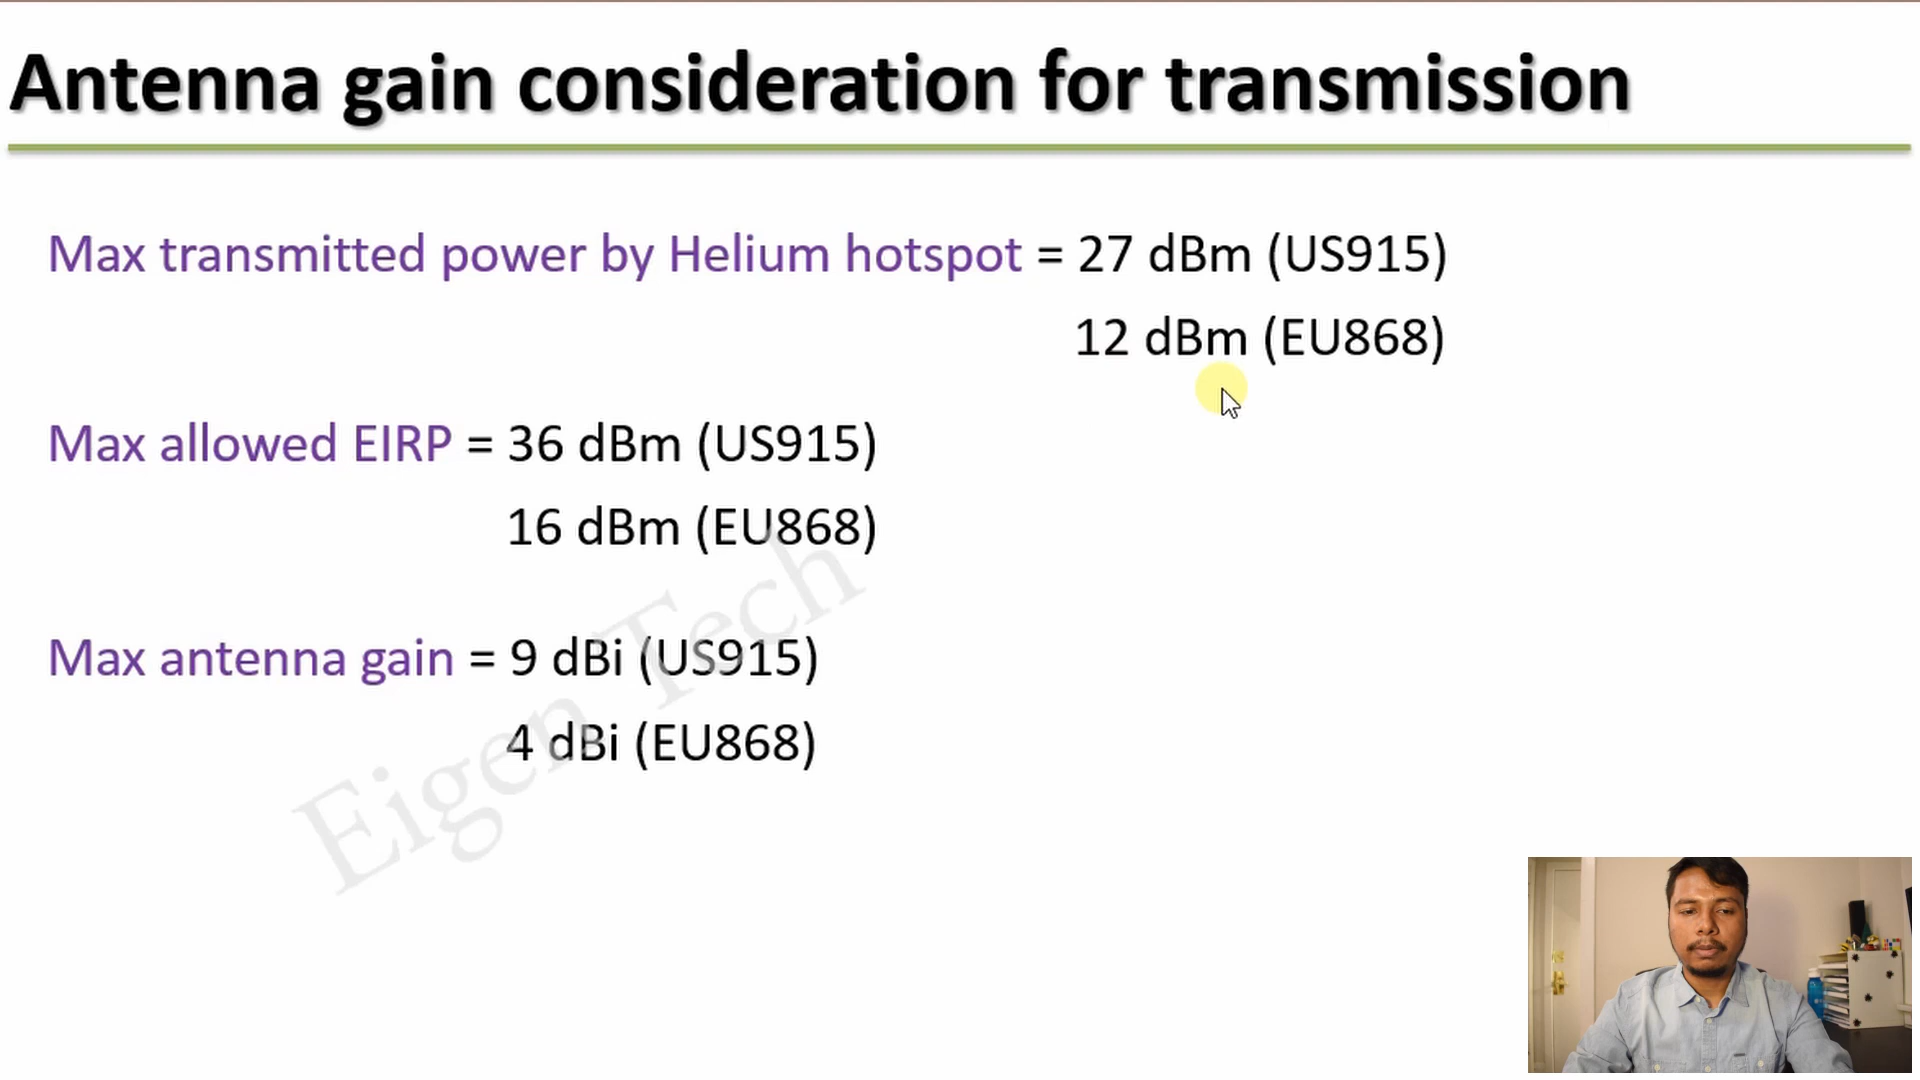 Antenna gain consideration for transmission
Max transmitted power by Helium hotspot = 27 dBm (US915)
12 dBm (EU868)
Max allowed EIRP = 36 dBm (US915)
16 dBm (EU868)
Max antenna gain = 9 dBi (US915)
4 dBi (EU868)
Eigen Tech